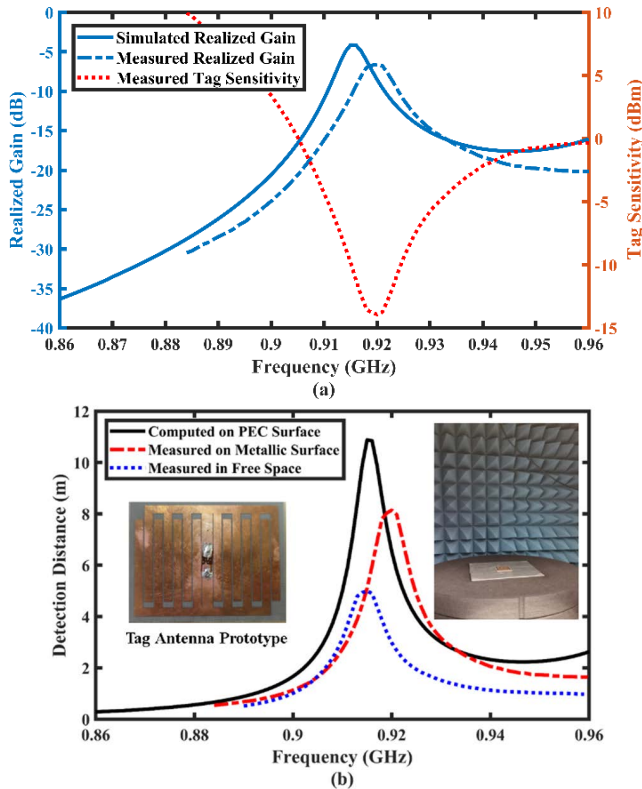 0
-5
-10
-15
-20
-25
-30
-35
-40
Realized Gain (dB)
10
5
0
-5
-10
-15
Tag Sensitivity (dBm)
Simulated Realized Gain
Measured Realized Gain
Measured Tag Sensitivity
0.86 0.87 0.88 0.89 0.9 0.91 0.92 0.93 0.94 0.95 0.96
Frequency (GHz)
(a)
12
10
8
6
4
2
0
Detection Distance (m)
Computed on PEC Surface
Measured on Metallic Surface
Measured in Free Space
Tag Antenna Prototype
0.86 0.88 0.9 0.92 0.94 0.96
Frequency (GHz)
(b)